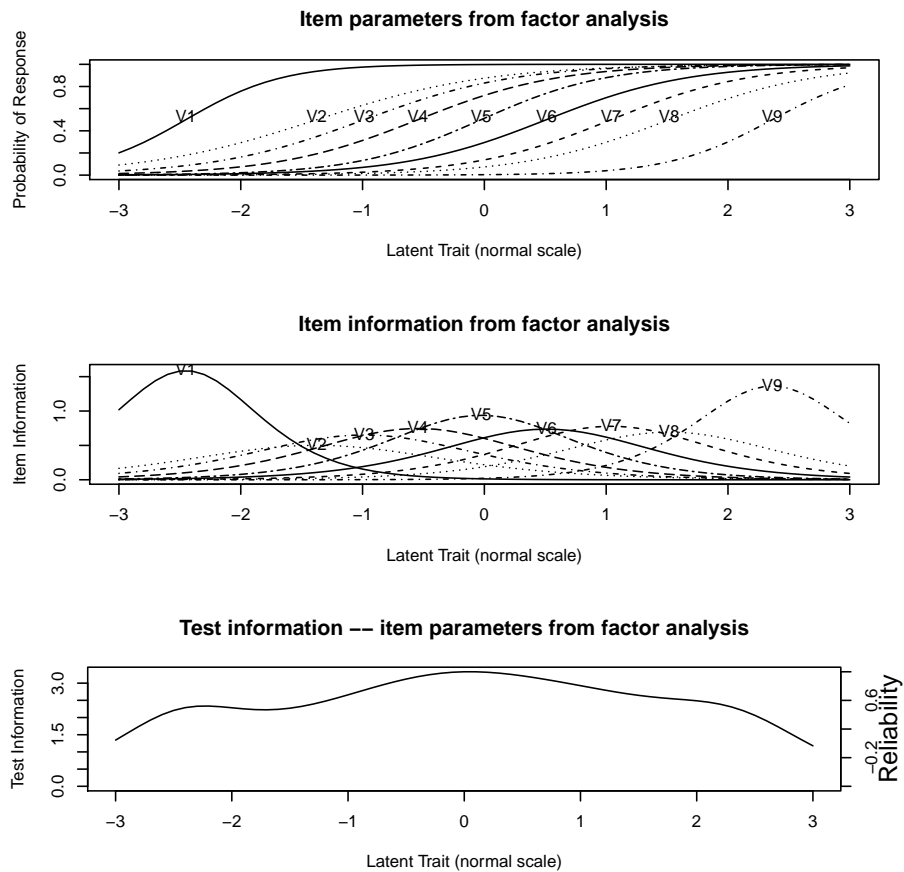 Item parameters from factor analysis
Probability of Response
0.0 0.4 0.8
V1 V2 V3 V4 V5 V6 V7 V8 V9
−3 −2 −1 0 1 2 3
Latent Trait (normal scale)
Item information from factor analysis
Item Information
0.0 1.0
V1 V2 V3 V4 V5 V6 V7 V8 V9
−3 −2 −1 0 1 2 3
Latent Trait (normal scale)
Test information −− item parameters from factor analysis
Test Information
0.0 1.5 3.0
−0.2 0.6
Reliability
−3 −2 −1 0 1 2 3
Latent Trait (normal scale)